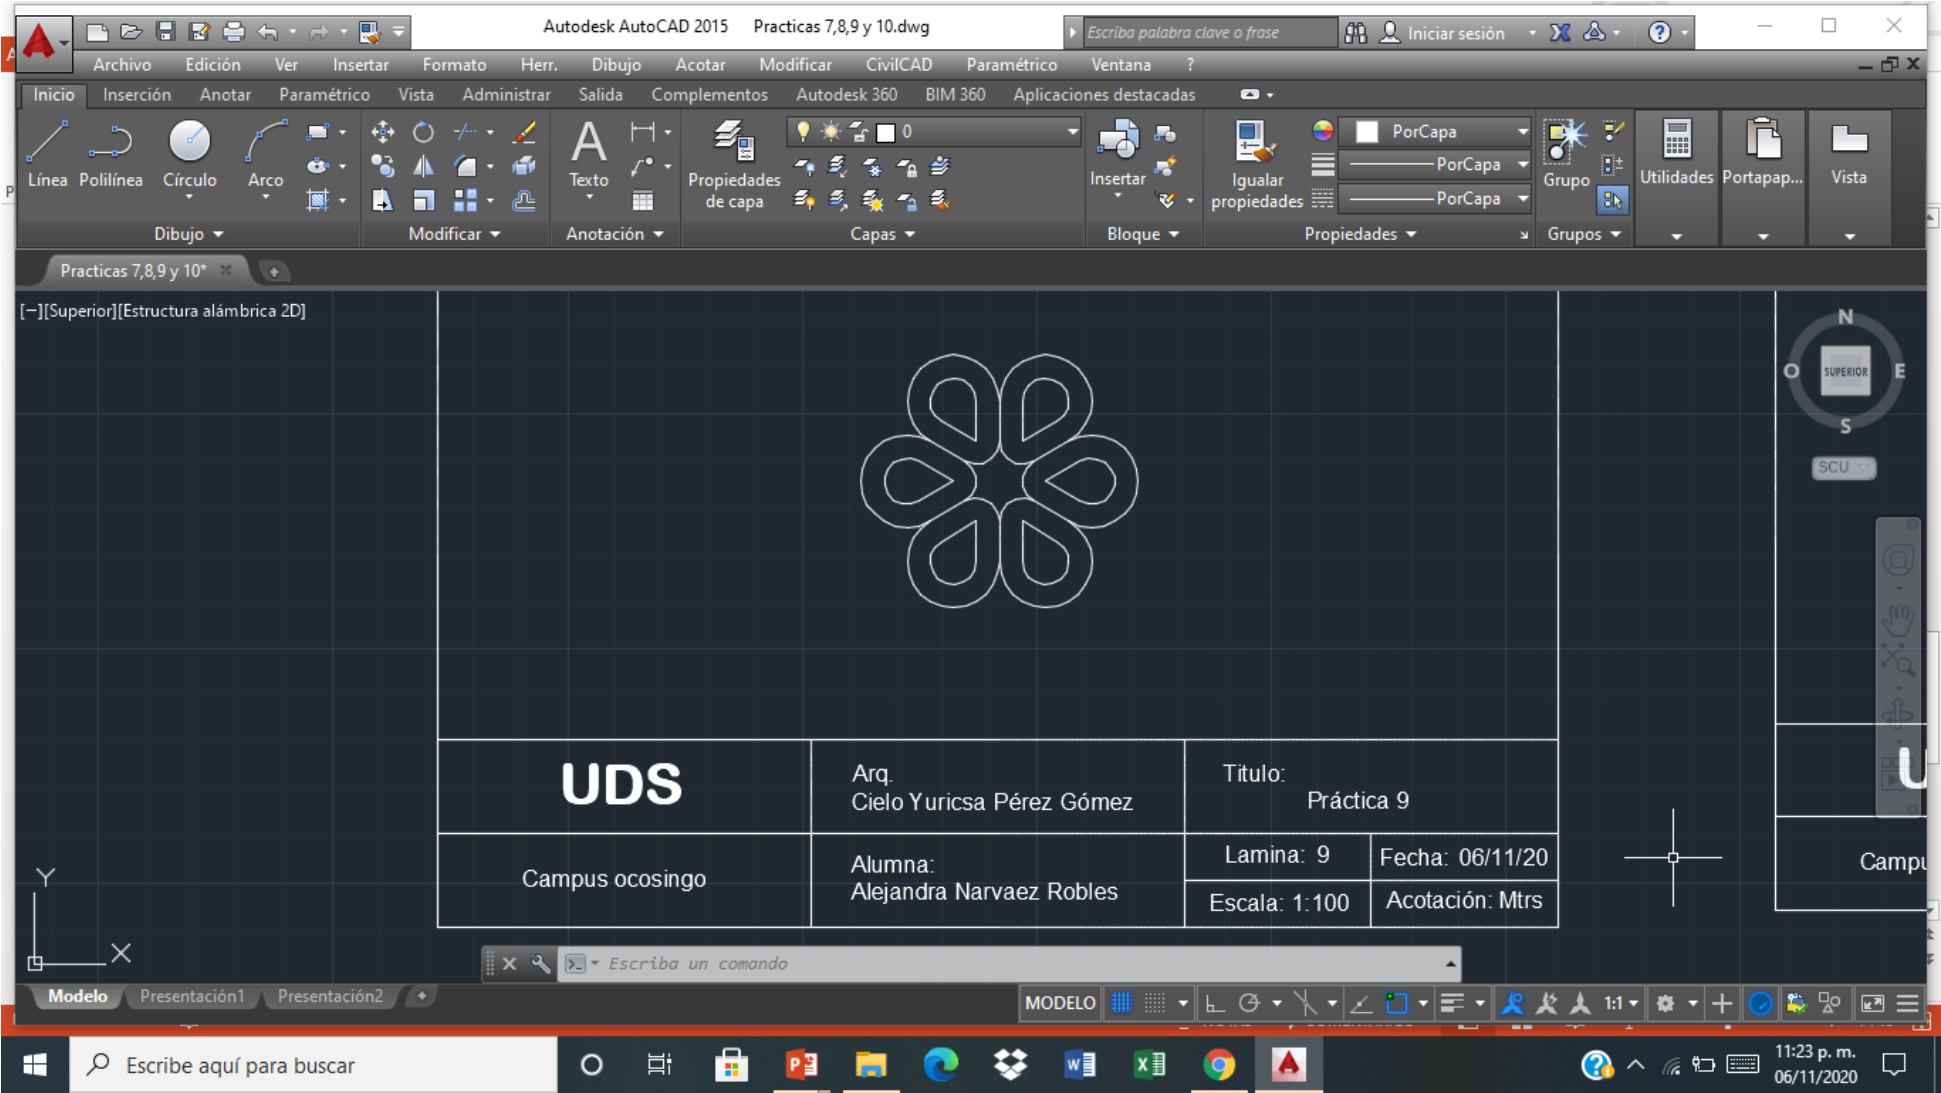 Autodesk AutoCAD 2015 Practicas 7,8,9 y 10.dwg
Escriba palabra clave o frase
Iniciar sesión
Archivo Edición Ver Insertar Formato Herr. Dibujo Acotar Modificar CivilCAD Paramétrico Ventana ?
Inicio Inserción Anotar Paramétrico Vista Administrar Salida Complementos Autodesk 360 BIM 360 Aplicaciones destacadas
0
PorCapa
PorCapa
PorCapa
Línea Polilínea Círculo Arco
Texto
Propiedades
de capa
Insertar
Igualar
propiedades
Grupo
Utilidades
Portapap...
Vista
Dibujo
Modificar
Anotación
Capas
Bloque
Propiedades
Grupos
Practicas 7,8,9 y 10*
[−][Superior][Estructura alámbrica 2D]
N
O
SUPERIOR
E
S
SCU
UDS
Arq.
Cielo Yuricsa Pérez Gómez
Titulo:
Práctica 9
Campus ocosingo
Alumna:
Alejandra Narvaez Robles
Lamina: 9
Fecha: 06/11/20
Escala: 1:100
Acotación: Mtrs
U
Campu
Y
X
Escriba un comando
Modelo Presentación1 Presentación2
MODELO
1:1
Escribe aquí para buscar
11:23 p. m.
06/11/2020